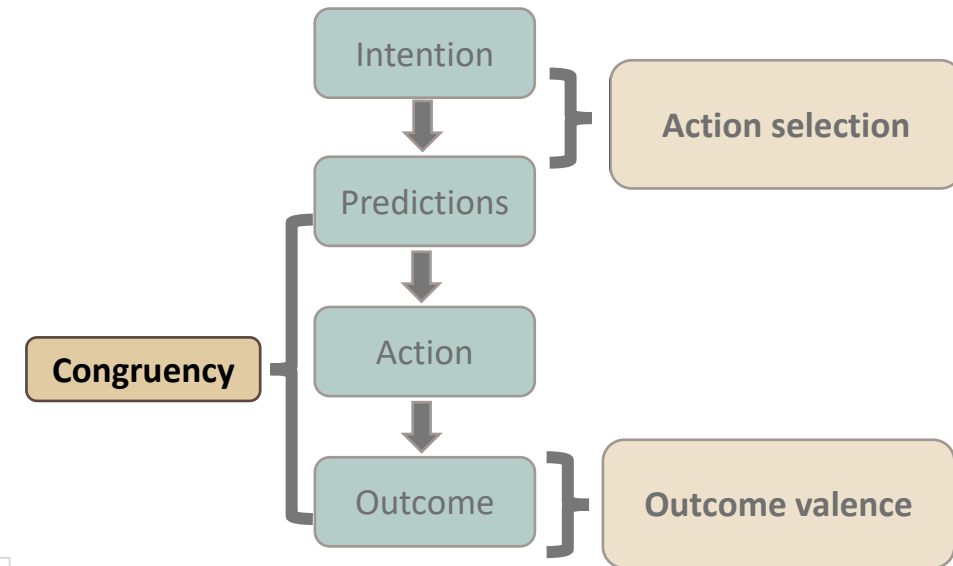 Intention
Action selection
Predictions
Action
Congruency
Outcome
Outcome valence